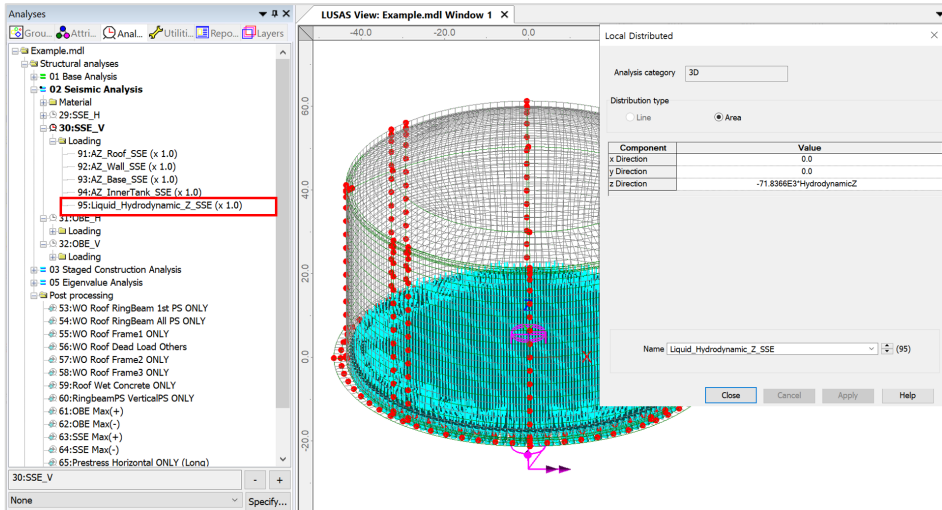 Analyses
Grou... Attri... Anal... Utiliti... Repo... Layers
Example.mdl
Structural analyses
01 Base Analysis
02 Seismic Analysis
Material
29:SSE_H
30:SSE_V
Loading
91:AZ_Roof_SSE (x 1.0)
92:AZ_Wall_SSE (x 1.0)
93:AZ_Base_SSE (x 1.0)
94:AZ_InnerTank_SSE (x 1.0)
95:Liquid_Hydrodynamic_Z_SSE (x 1.0)
31:OBE_H
Loading
32:OBE_V
Loading
03 Staged Construction Analysis
05 Eigenvalue Analysis
Post processing
53:WO Roof RingBeam 1st PS ONLY
54:WO Roof RingBeam All PS ONLY
55:WO Roof Frame1 ONLY
56:WO Roof Dead Load Others
57:WO Roof Frame2 ONLY
58:WO Roof Frame3 ONLY
59:Roof Wet Concrete ONLY
60:RingbeamPS VerticalPS ONLY
61:OBE Max(+)
62:OBE Max(-)
63:SSE Max(+)
64:SSE Max(-)
65:Prestress Horizontal ONLY (Long)
30:SSE_V
- +
None
Specify...
LUSAS View: Example.mdl Window 1 X
-40.0 -20.0 0.0
60.0
40.0
20.0
0.0
-20.0
X
Local Distributed
Analysis category 3D
Distribution type
Line Area
Component Value
x Direction 0.0
y Direction 0.0
z Direction -71.8366E3*HydrodynamicZ
Name Liquid_Hydrodynamic_Z_SSE (95)
Close Cancel Apply Help